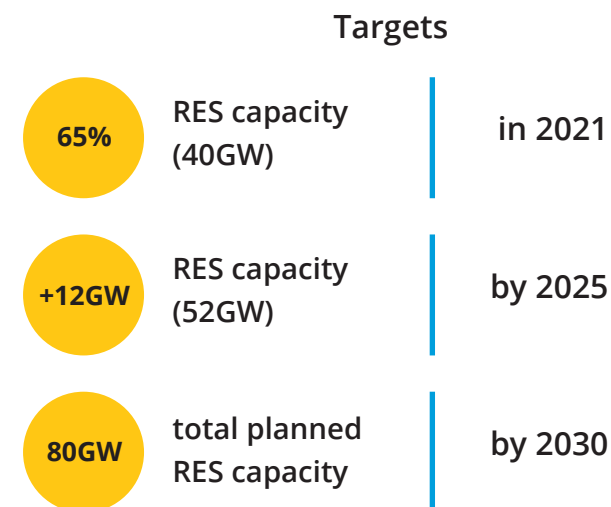 Targets
65%
RES capacity
(40GW)
in 2021
+12GW
RES capacity
(52GW)
by 2025
80GW
total planned
RES capacity
by 2030